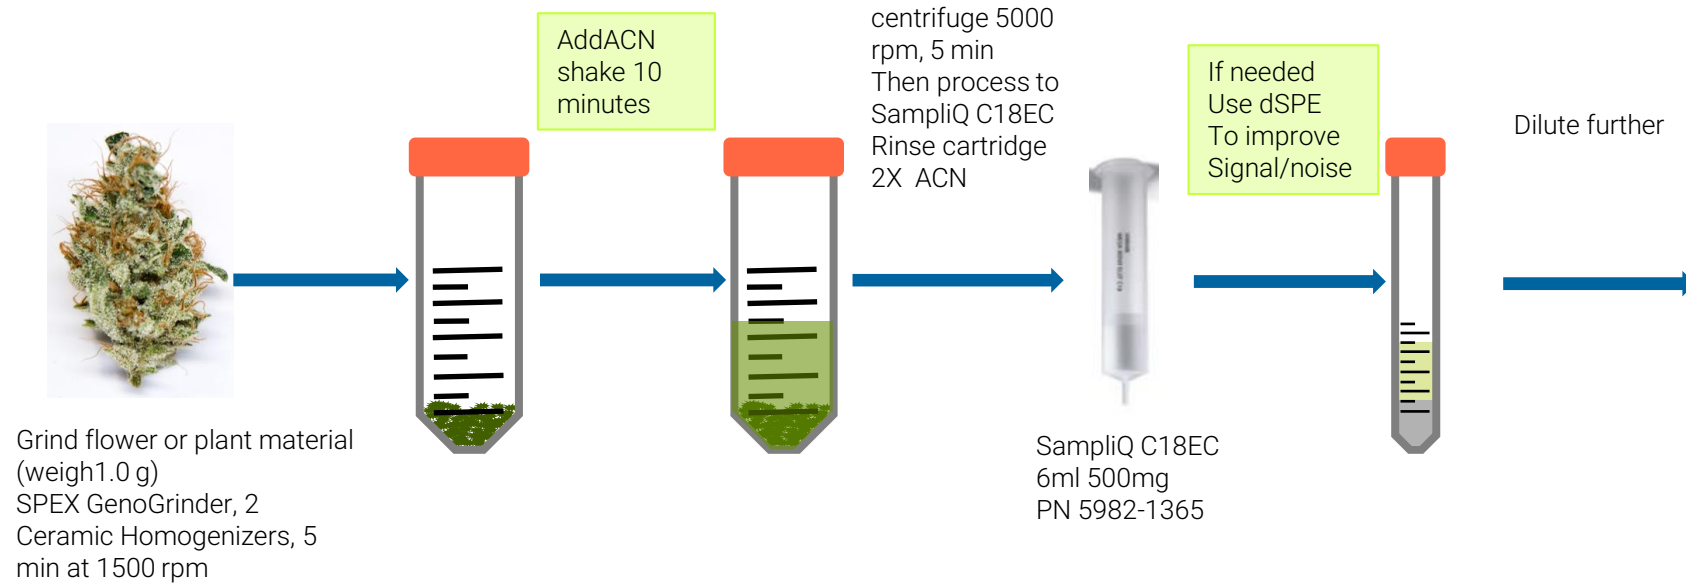 Grind flower or plant material
(weigh1.0 g)
SPEX GenoGrinder, 2
Ceramic Homogenizers, 5
min at 1500 rpm
AddACN
shake 10
minutes
centrifuge 5000
rpm, 5 min
Then process to
SampliQ C18EC
Rinse cartridge
2X  ACN
SampliQ C18EC
6ml 500mg
PN 5982-1365
If needed
Use dSPE
To improve
Signal/noise
Dilute further